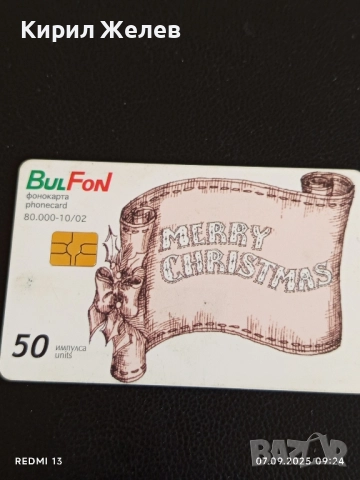 Кирил Желев
BULFON
фонокарта
phonecard
80.000-10/02
MERRY
CHRISTMAS
50 импулса
units
REDMI 13
07.09.2025 09:24
BAZAR